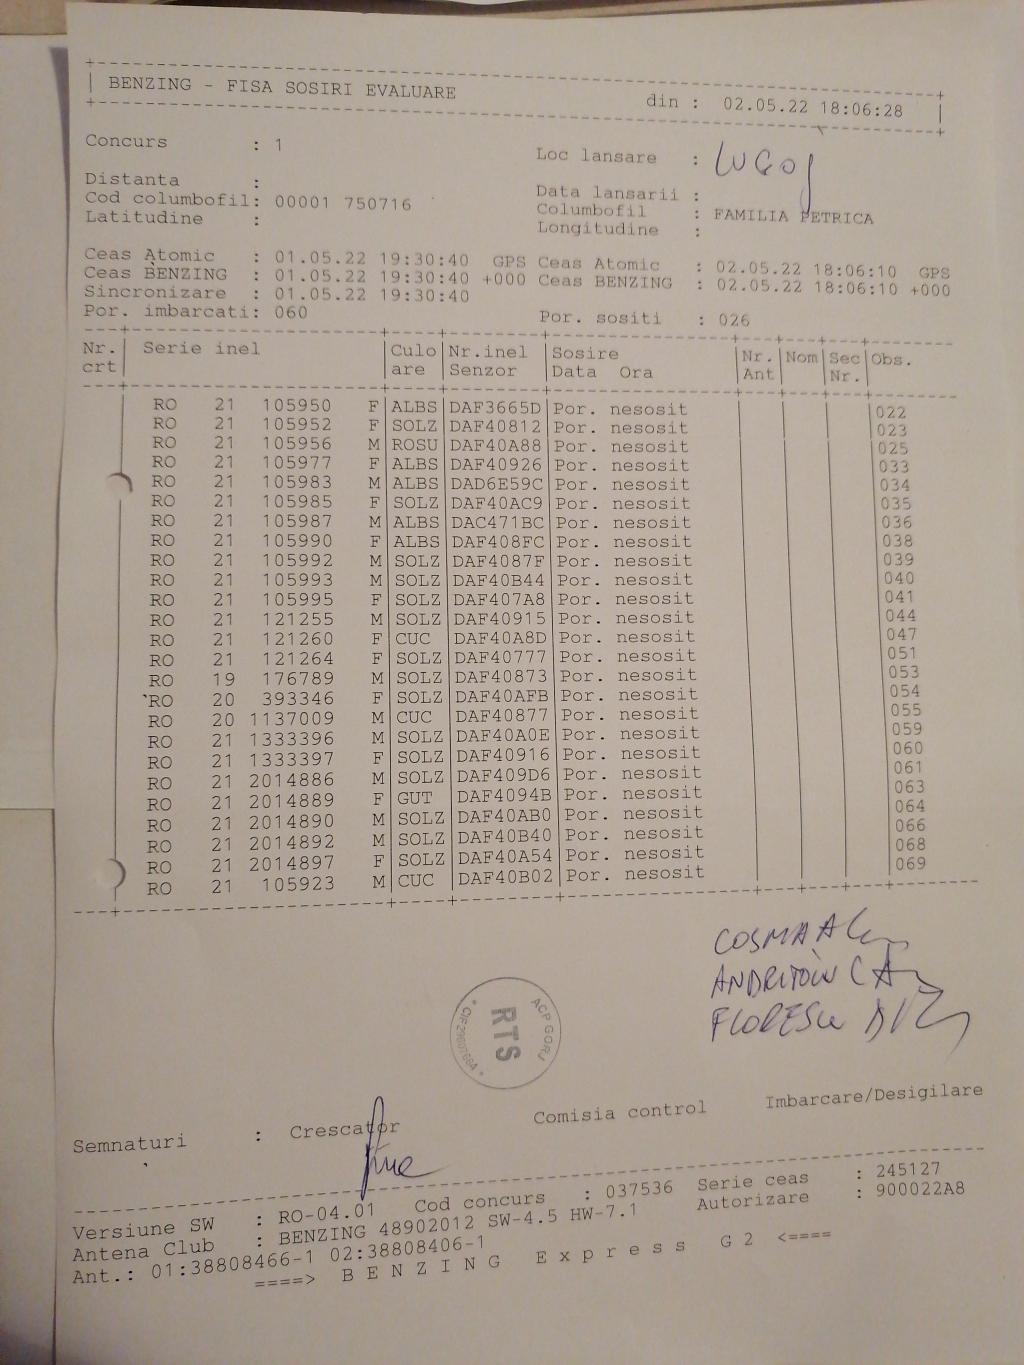 BENZING - FISA SOSIRI EVALUARE din : 02.05.22 18:06:28
Concurs : 1 Loc lansare : LUGOJ
Distanta : Data lansarii :
Cod columbofil: 00001 750716 Columbofil : FAMILIA PETRICA
Latitudine : Longitudine :
Ceas Atomic : 01.05.22 19:30:40 GPS Ceas Atomic : 02.05.22 18:06:10 GPS
Ceas BENZING : 01.05.22 19:30:40 +000 Ceas BENZING : 02.05.22 18:06:10 +000
Sincronizare : 01.05.22 19:30:40
Por. imbarcati: 060 Por. sositi : 026
Nr. Serie inel Culo Nr.inel Sosire Nr. Nom Sec Obs.
crt are Senzor Data Ora Ant Nr.
RO 21 105950 F ALBS DAF3665D Por. nesosit 022
RO 21 105952 F SOLZ DAF40812 Por. nesosit 023
RO 21 105956 M ROSU DAF40A88 Por. nesosit 025
RO 21 105977 F ALBS DAF40926 Por. nesosit 033
RO 21 105983 M ALBS DAD6E59C Por. nesosit 034
RO 21 105985 F SOLZ DAF40AC9 Por. nesosit 035
RO 21 105987 M ALBS DAC471BC Por. nesosit 036
RO 21 105990 F ALBS DAF408FC Por. nesosit 038
RO 21 105992 M SOLZ DAF4087F Por. nesosit 039
RO 21 105993 M SOLZ DAF40B44 Por. nesosit 040
RO 21 105995 F SOLZ DAF407A8 Por. nesosit 041
RO 21 121255 M SOLZ DAF40915 Por. nesosit 044
RO 21 121260 F CUC DAF40A8D Por. nesosit 047
RO 21 121264 F SOLZ DAF40777 Por. nesosit 051
RO 19 176789 M SOLZ DAF40873 Por. nesosit 053
RO 20 393346 F SOLZ DAF40AFB Por. nesosit 054
RO 20 1137009 M CUC DAF40877 Por. nesosit 055
RO 21 1333396 M SOLZ DAF40A0E Por. nesosit 059
RO 21 1333397 F SOLZ DAF40916 Por. nesosit 060
RO 21 2014886 M SOLZ DAF409D6 Por. nesosit 061
RO 21 2014889 F GUT DAF4094B Por. nesosit 063
RO 21 2014890 M SOLZ DAF40AB0 Por. nesosit 064
RO 21 2014892 M SOLZ DAF40B40 Por. nesosit 066
RO 21 2014897 F SOLZ DAF40A54 Por. nesosit 068
RO 21 105923 M CUC DAF40B02 Por. nesosit 069
COSMA A
ANDRITOIU C
FLORESCU
ACP GORJ
RTS
Semnaturi : Crescator Comisia control Imbarcare/Desigilare
Versiune SW : RO-04.01 Cod concurs : 037536 Serie ceas : 245127
Antena Club : BENZING 48902012 SW-4.5 HW-7.1 Autorizare : 900022A8
Ant.: 01:38808466-1 02:38808406-1
====> B E N Z I N G E x p r e s s G 2 <====